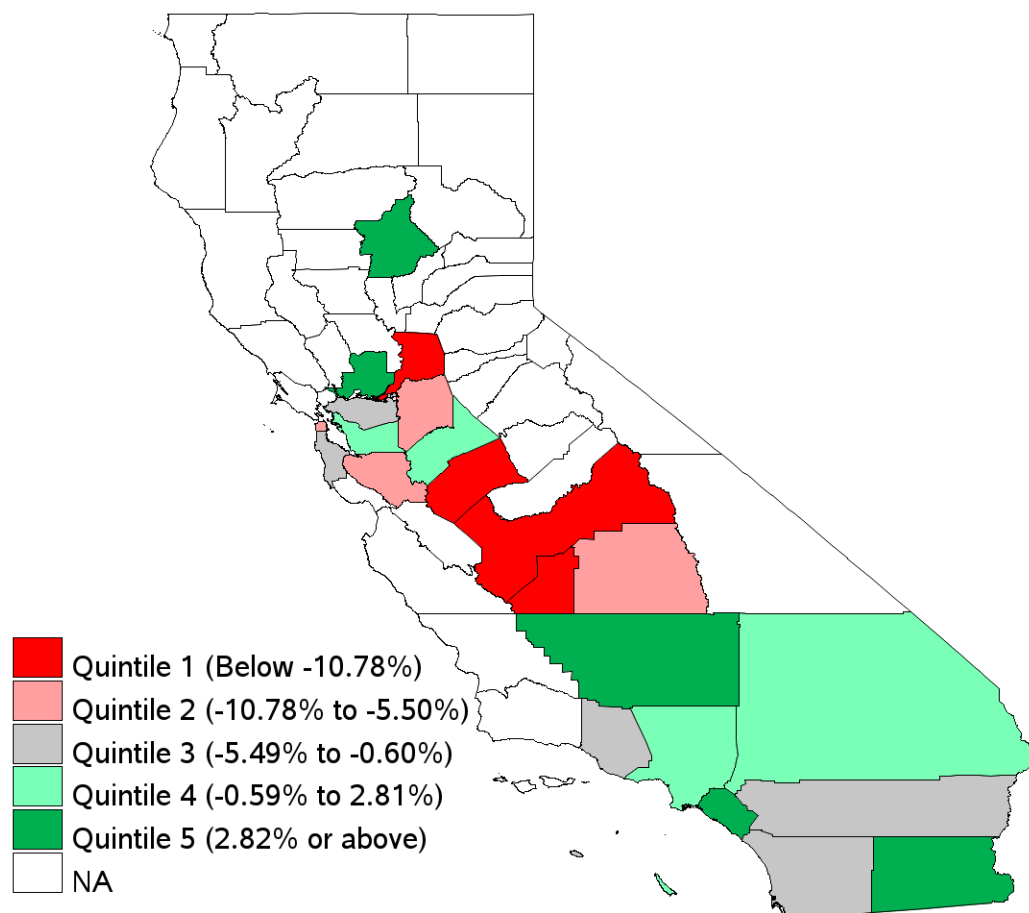 Quintile 1 (Below -10.78%)
Quintile 2 (-10.78% to -5.50%)
Quintile 3 (-5.49% to -0.60%)
Quintile 4 (-0.59% to 2.81%)
Quintile 5 (2.82% or above)
NA